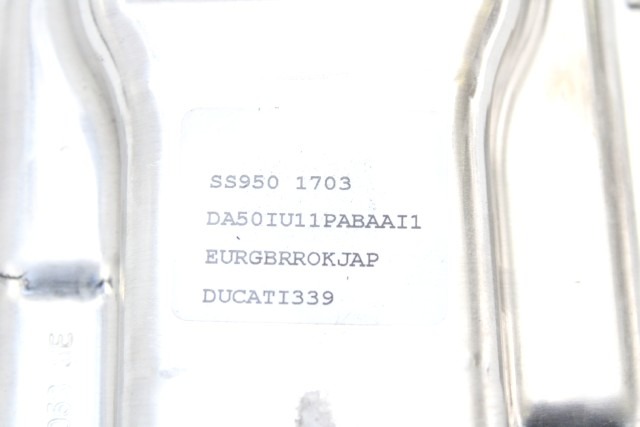 SS950 1703
DA50IU11PABAAI1
EURGBRROKJAP
DUCATI339